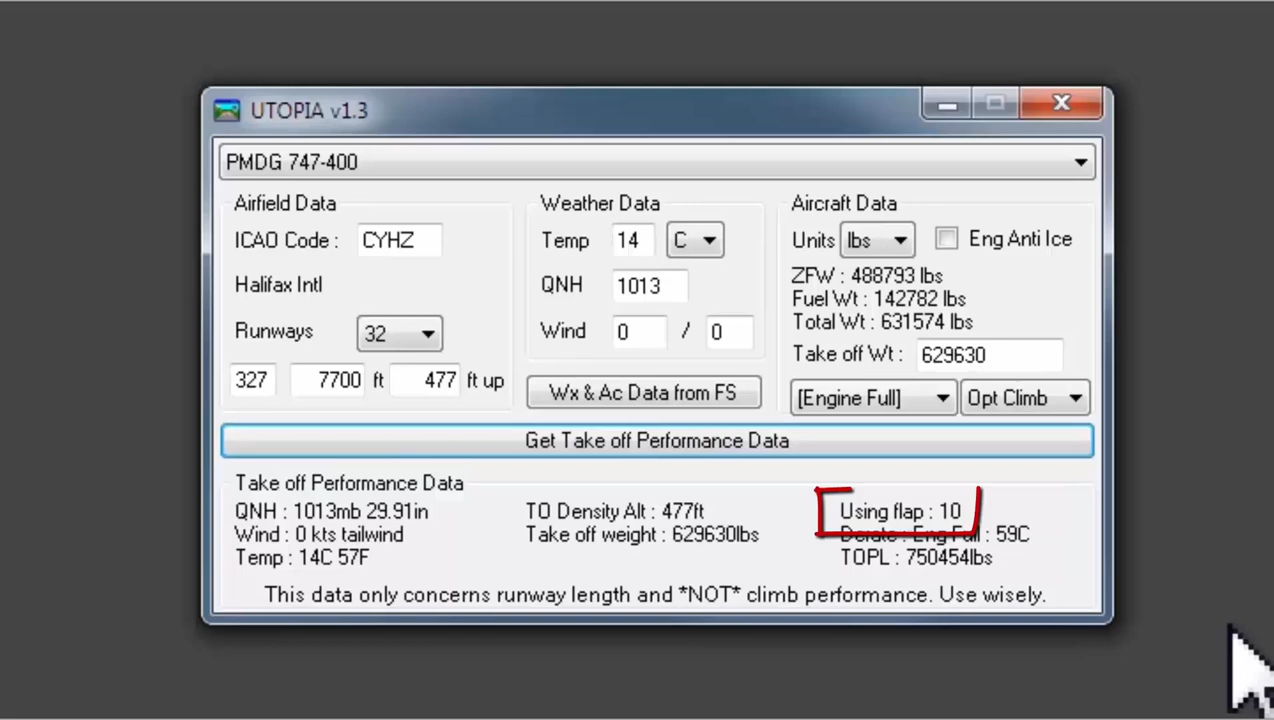 UTOPIA v1.3
PMDG 747-400
Airfield Data
ICAO Code : CYHZ
Halifax Intl
Runways 32
327 7700 ft 477 ft up
Weather Data
Temp 14 C
QNH 1013
Wind 0 / 0
Wx & Ac Data from FS
Aircraft Data
Units lbs Eng Anti Ice
ZFW : 488793 lbs
Fuel Wt : 142782 lbs
Total Wt : 631574 lbs
Take off Wt : 629630
[Engine Full] Opt Climb
Get Take off Performance Data
Take off Performance Data
QNH : 1013mb 29.91in
Wind : 0 kts tailwind
Temp : 14C 57F
TO Density Alt : 477ft
Take off weight : 629630lbs
Using flap : 10
Derate : Eng Full : 59C
TOPL : 750454lbs
This data only concerns runway length and *NOT* climb performance. Use wisely.